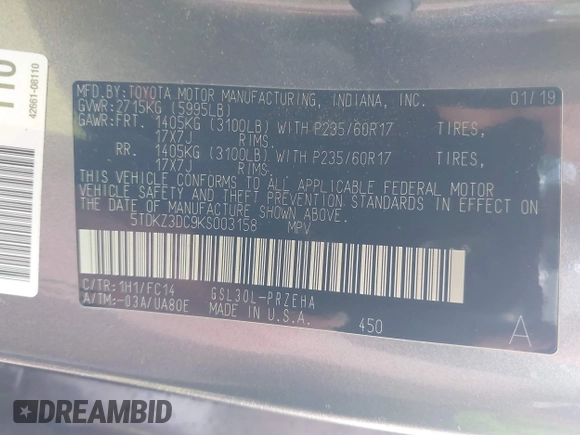 110
42661-08110
MFD.BY:TOYOTA MOTOR MANUFACTURING, INDIANA, INC. 01/19
GVWR:2715KG (5995LB)
GAWR:FRT. 1405KG (3100LB) WITH P235/60R17 TIRES,
17X7J RIMS.
RR. 1405KG (3100LB) WITH P235/60R17 TIRES,
17X7J RIMS.
THIS VEHICLE CONFORMS TO ALL APPLICABLE FEDERAL MOTOR
VEHICLE SAFETY AND THEFT PREVENTION STANDARDS IN EFFECT ON
THE DATE OF MANUFACTURE SHOWN ABOVE.
5TDKZ3DC9KS003158 MPV
C/TR:1H1/FC14 GSL30L-PRZEHA
A/TM:-03A/UA80E MADE IN U.S.A. 450 A
DREAMBID